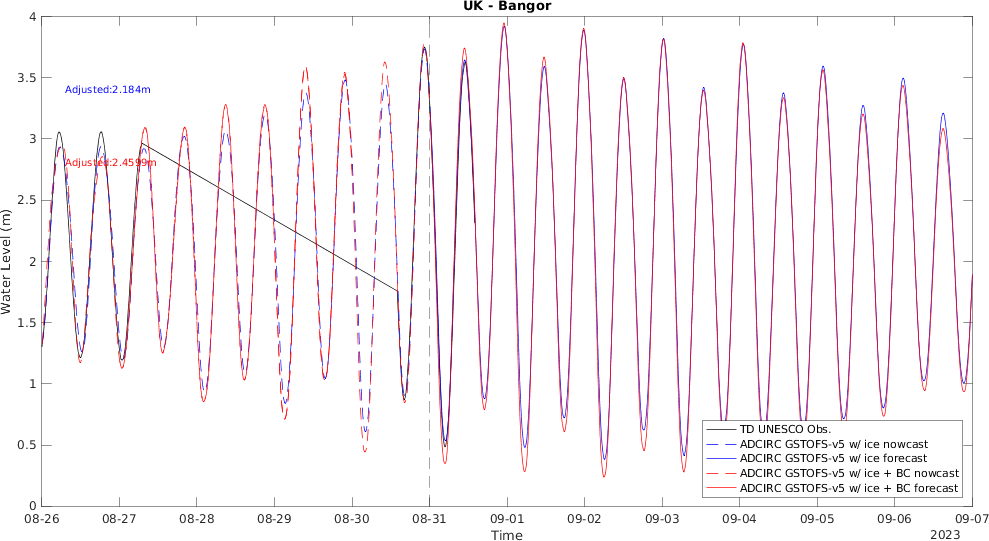 UK - Bangor
Water Level (m)
4
3.5
3
2.5
2
1.5
1
0.5
0
Adjusted:2.184m
Adjusted:2.4599m
TD UNESCO Obs.
ADCIRC GSTOFS-v5 w/ ice nowcast
ADCIRC GSTOFS-v5 w/ ice forecast
ADCIRC GSTOFS-v5 w/ ice + BC nowcast
ADCIRC GSTOFS-v5 w/ ice + BC forecast
08-26 08-27 08-28 08-29 08-30 08-31 09-01 09-02 09-03 09-04 09-05 09-06 09-07
Time
2023